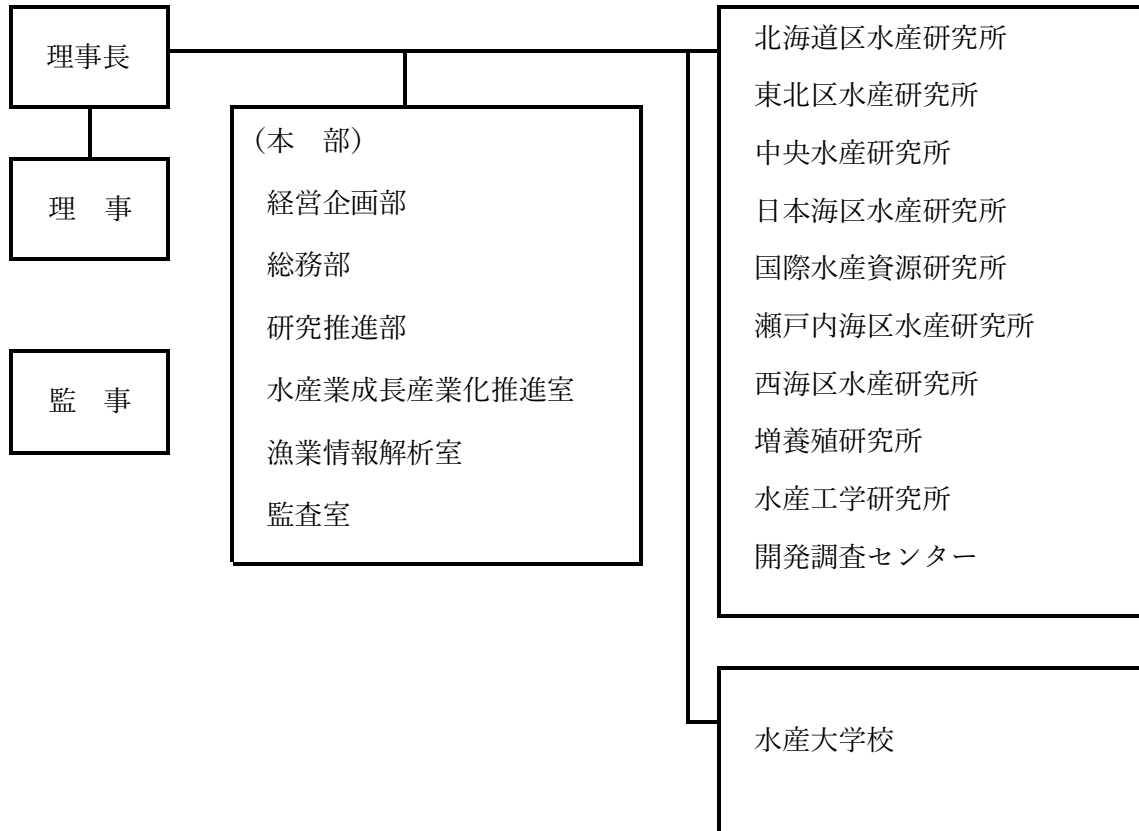 理事長
理　事
監　事
（本　部）
経営企画部
総務部
研究推進部
水産業成長産業化推進室
漁業情報解析室
監査室
北海道区水産研究所
東北区水産研究所
中央水産研究所
日本海区水産研究所
国際水産資源研究所
瀬戸内海区水産研究所
西海区水産研究所
増養殖研究所
水産工学研究所
開発調査センター
水産大学校